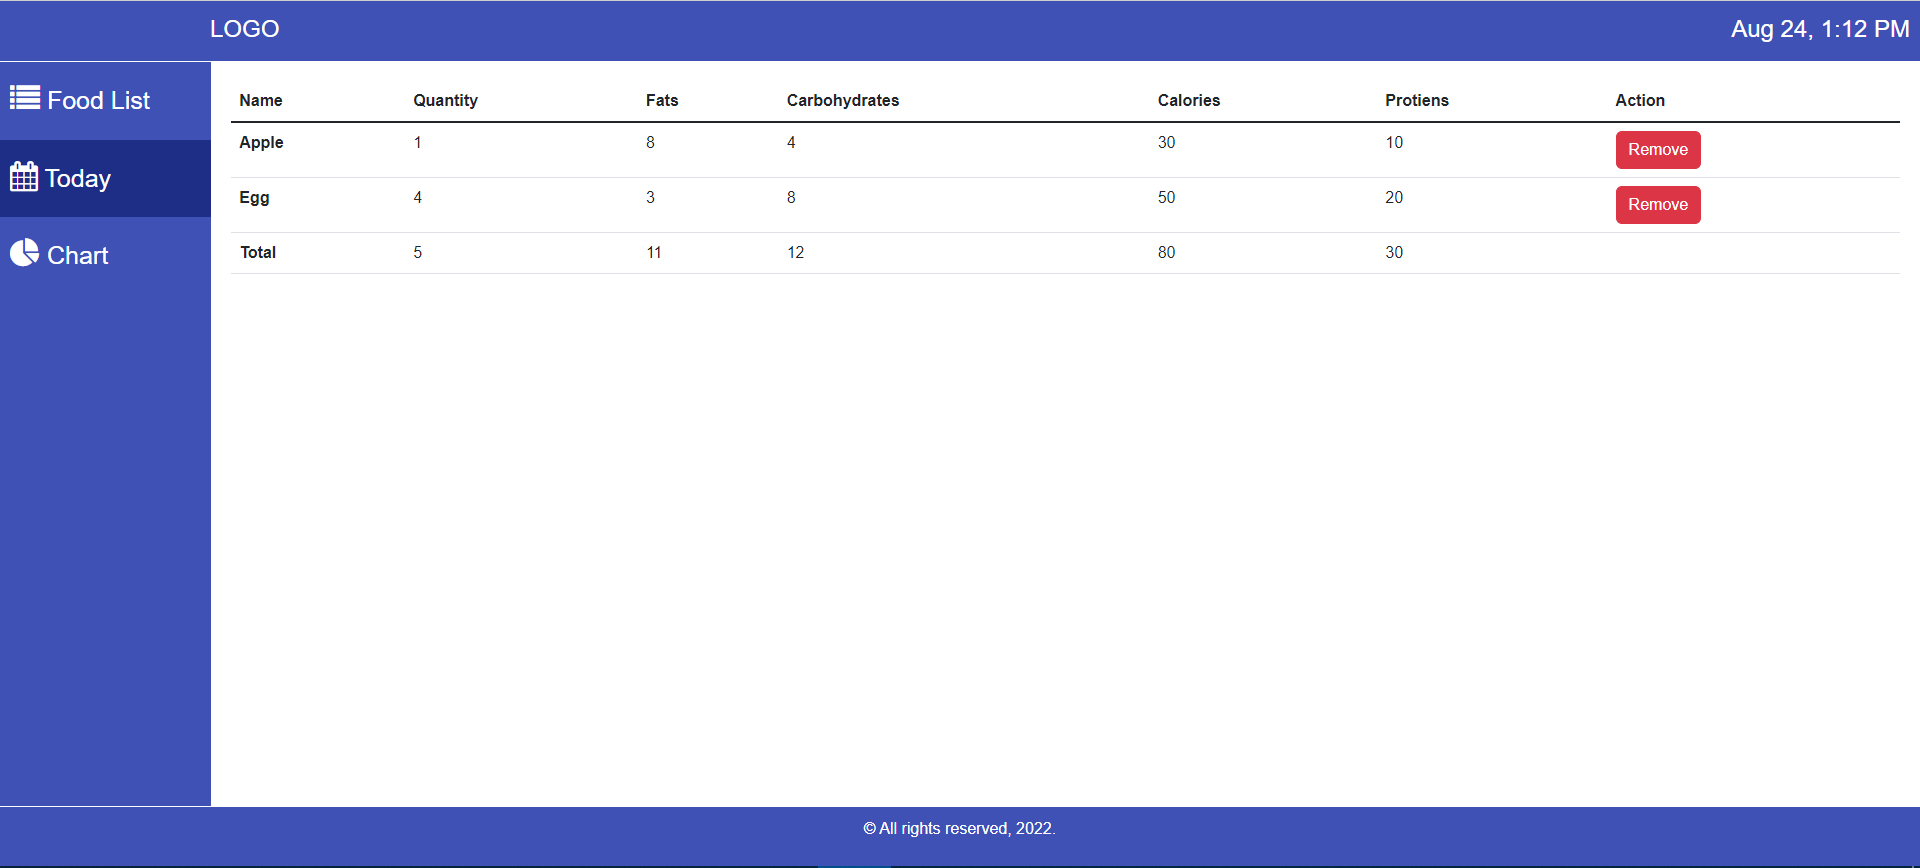 LOGO Aug 24, 1:12 PM
Food List
Today
Chart
Name Quantity Fats Carbohydrates Calories Protiens Action
Apple 1 8 4 30 10 Remove
Egg 4 3 8 50 20 Remove
Total 5 11 12 80 30
© All rights reserved, 2022.